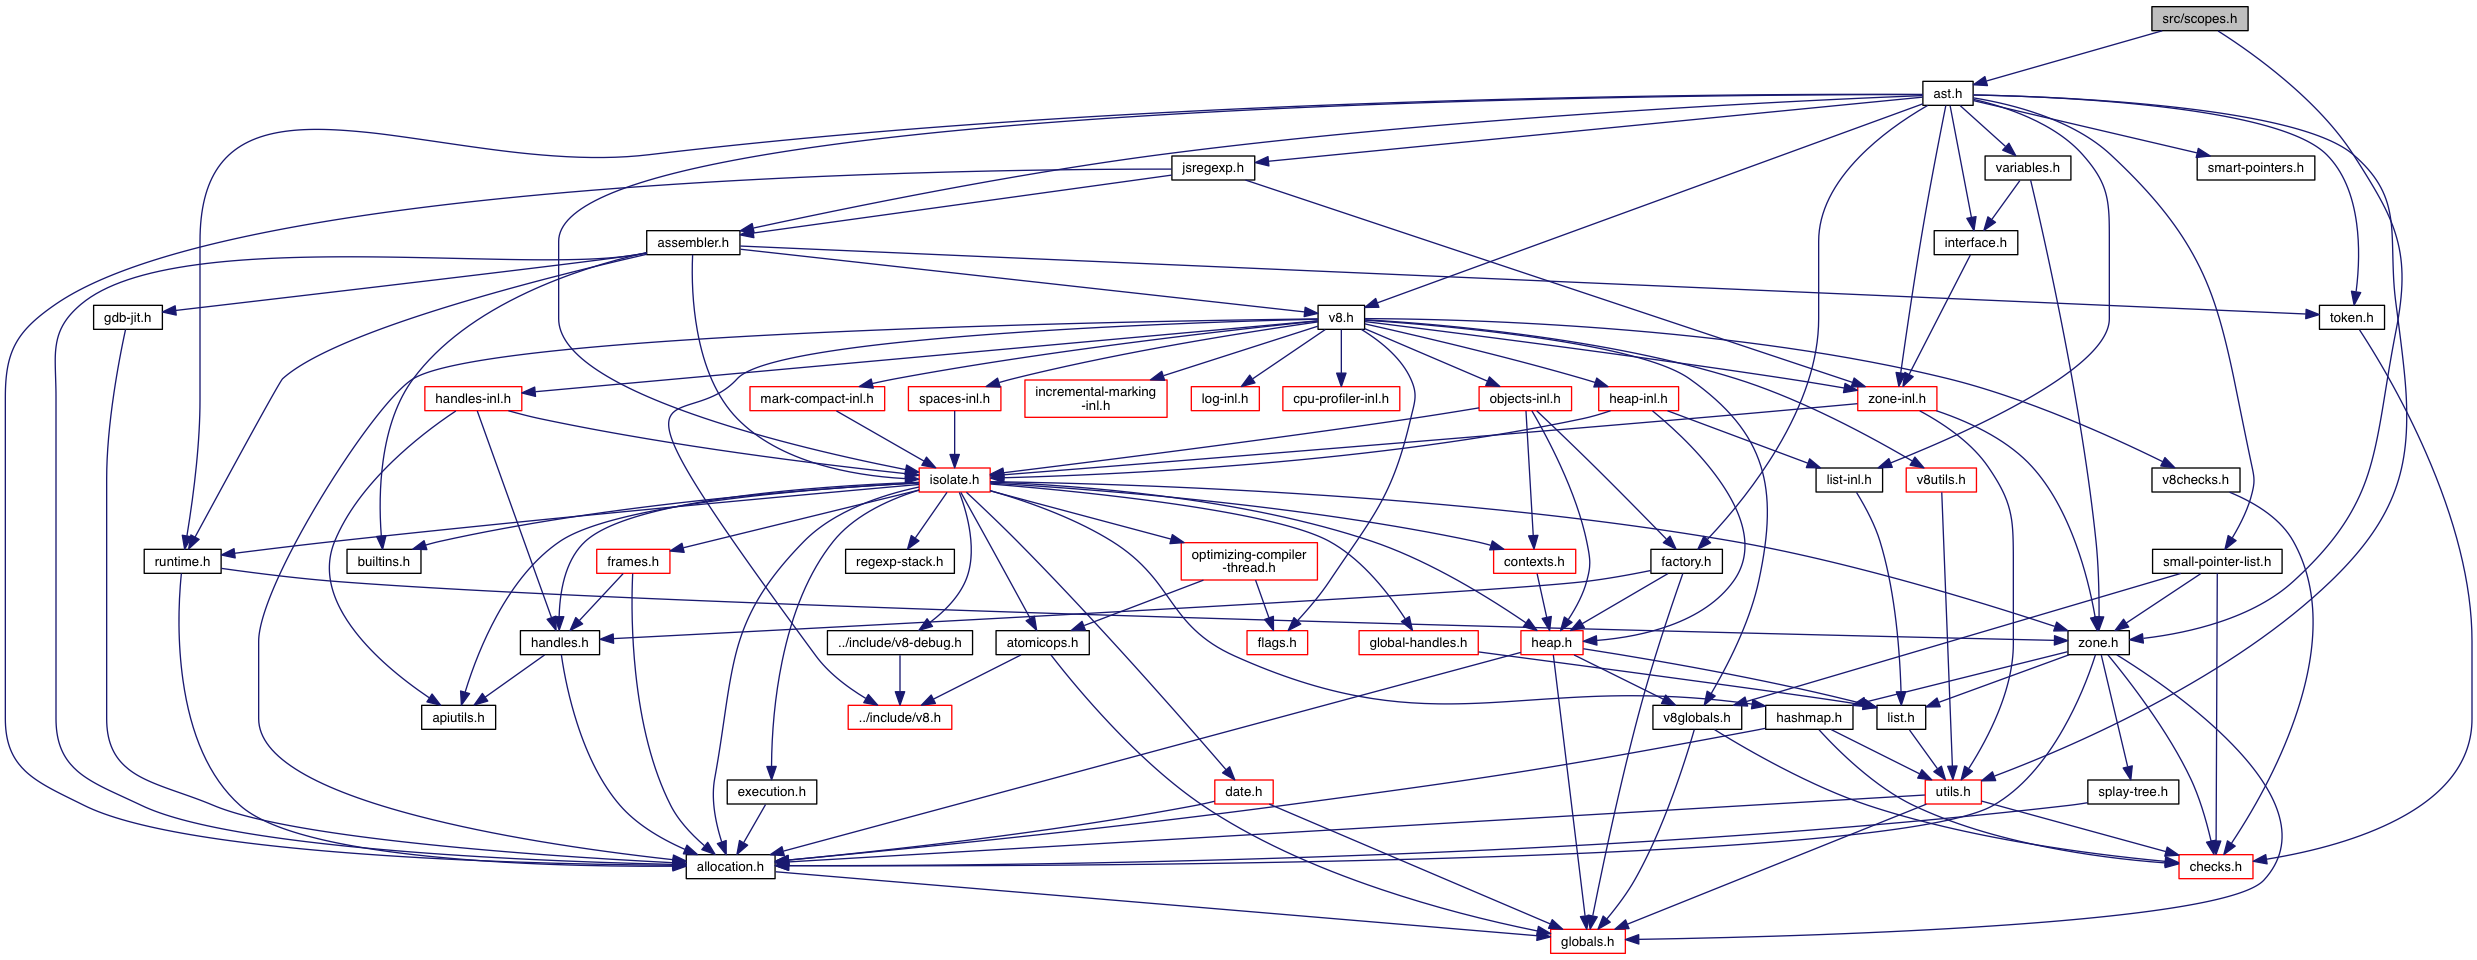 src/scopes.h
ast.h
jsregexp.h
variables.h
smart-pointers.h
assembler.h
interface.h
gdb-jit.h
v8.h
token.h
handles-inl.h
mark-compact-inl.h
spaces-inl.h
incremental-marking
-inl.h
log-inl.h
cpu-profiler-inl.h
objects-inl.h
heap-inl.h
zone-inl.h
isolate.h
list-inl.h
v8utils.h
v8checks.h
runtime.h
builtins.h
frames.h
regexp-stack.h
optimizing-compiler
-thread.h
contexts.h
factory.h
small-pointer-list.h
handles.h
../include/v8-debug.h
atomicops.h
flags.h
global-handles.h
heap.h
zone.h
apiutils.h
../include/v8.h
v8globals.h
hashmap.h
list.h
execution.h
date.h
utils.h
splay-tree.h
allocation.h
checks.h
globals.h